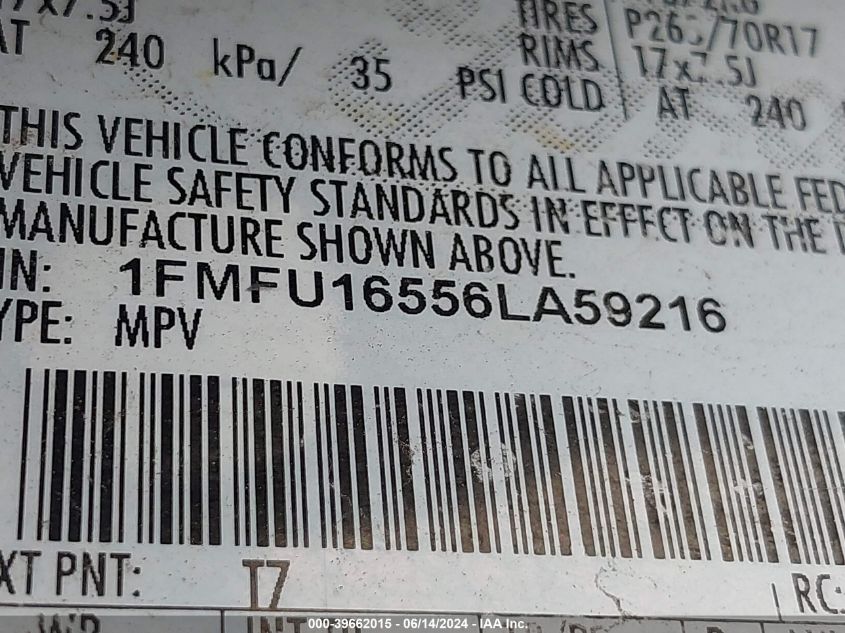 17x7.5J
TIRES P265/70R17
RIMS 17x7.5J
AT 240 kPa/ 35 PSI COLD AT 240
THIS VEHICLE CONFORMS TO ALL APPLICABLE FED
VEHICLE SAFETY STANDARDS IN EFFECT ON THE
MANUFACTURE SHOWN ABOVE.
IN: 1FMFU16556LA59216
YPE: MPV
XT PNT: T7
RC:
000-39662015 - 06/14/2024 - IAA Inc.